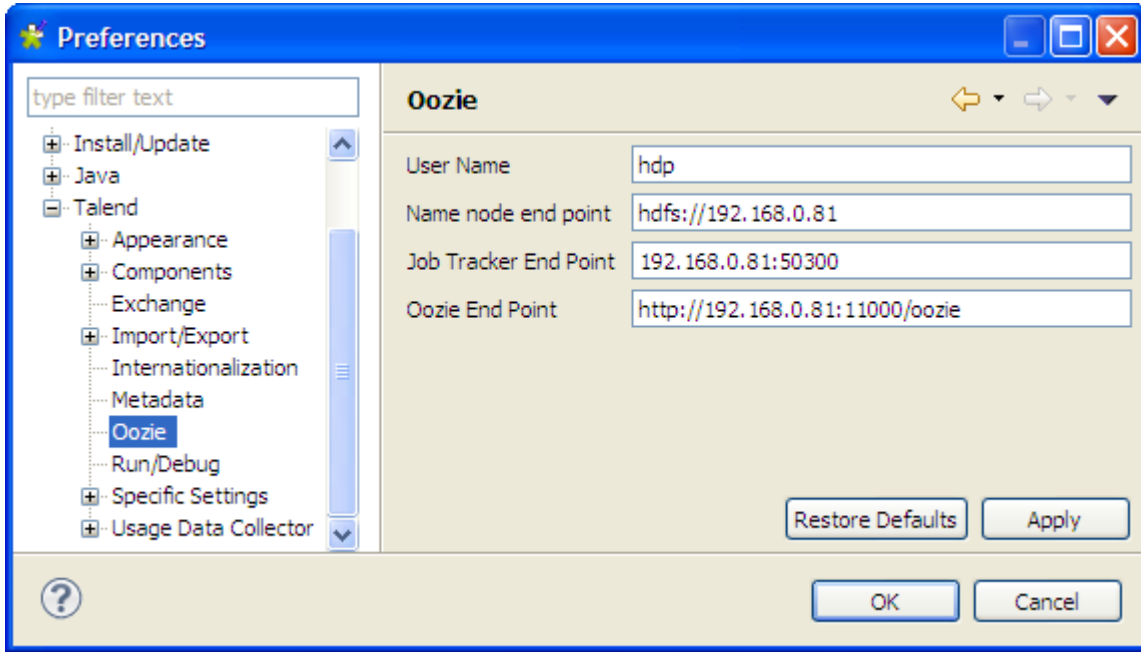 Preferences
type filter text
Install/Update
Java
Talend
Appearance
Components
Exchange
Import/Export
Internationalization
Metadata
Oozie
Run/Debug
Specific Settings
Usage Data Collector
Oozie
User Name hdp
Name node end point hdfs://192.168.0.81
Job Tracker End Point 192.168.0.81:50300
Oozie End Point http://192.168.0.81:11000/oozie
Restore Defaults Apply
? OK Cancel